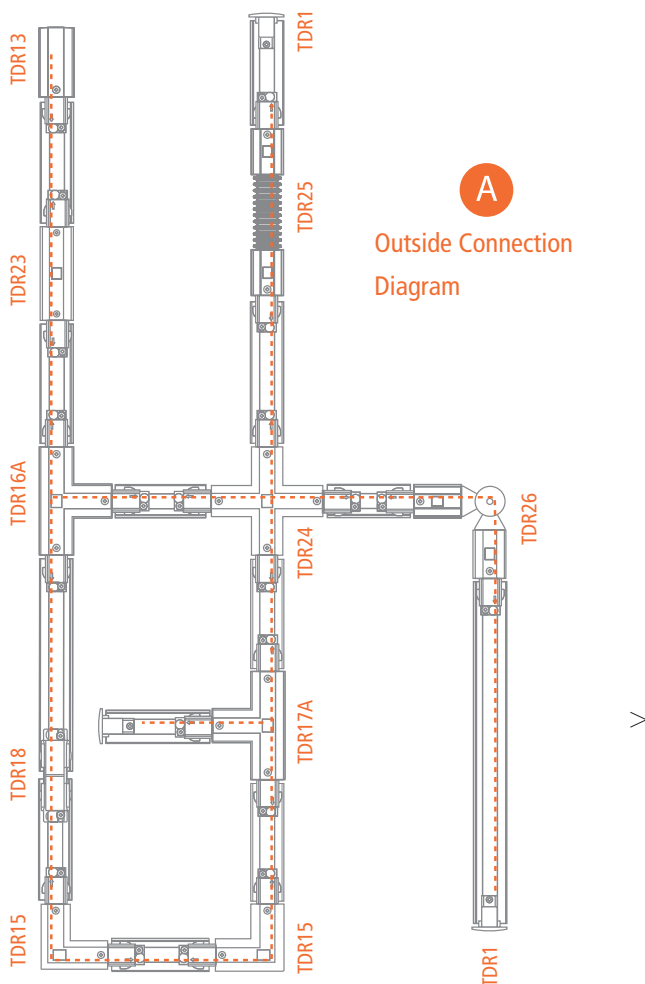 TDR13
TDR1
A
Outside Connection
Diagram
TDR25
TDR23
TDR16A
TDR26
TDR24
TDR17A
TDR18
TDR15
TDR15
TDR1
>